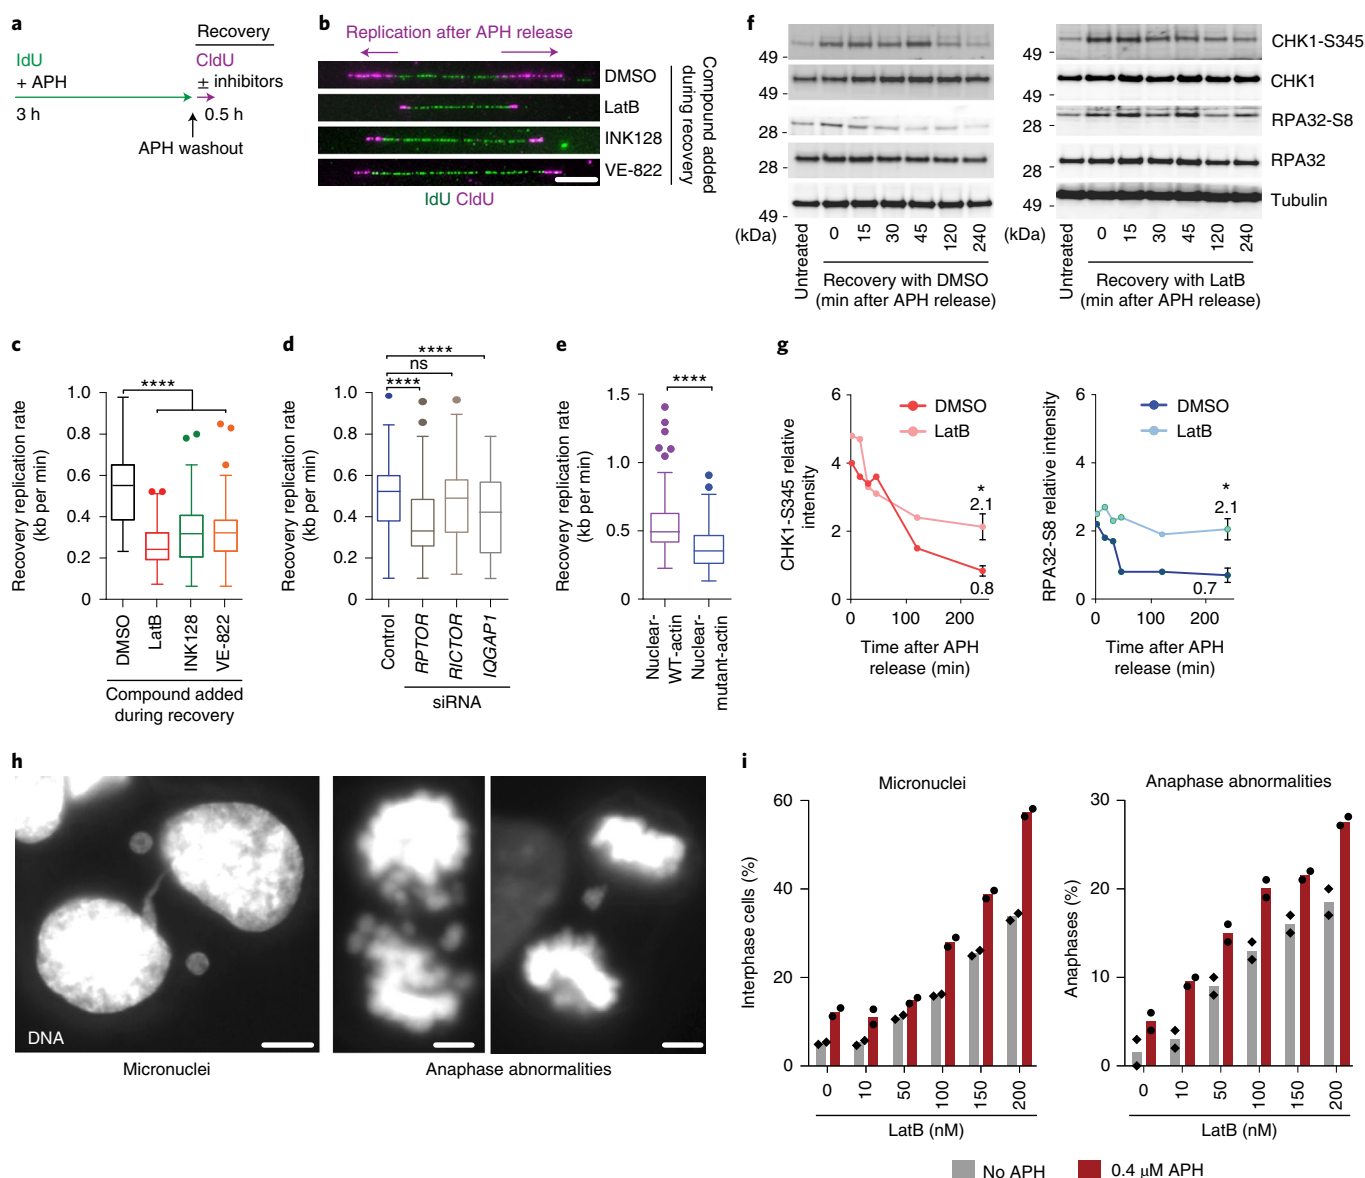 a
Recovery
IdU
CldU
+ APH
± inhibitors
3 h
0.5 h
APH washout
b
Replication after APH release
DMSO
LatB
INK128
VE-822
Compound added
during recovery
IdU CldU
f
49
49
28
28
49
(kDa)
Untreated
0
15
30
45
120
240
Recovery with DMSO
(min after APH release)
49
49
28
28
49
(kDa)
Untreated
0
15
30
45
120
240
Recovery with LatB
(min after APH release)
CHK1-S345
CHK1
RPA32-S8
RPA32
Tubulin
c
Recovery replication rate
(kb per min)
1.0
0.8
0.6
0.4
0.2
0
****
DMSO
LatB
INK128
VE-822
Compound added
during recovery
d
Recovery replication rate
(kb per min)
1.0
0.8
0.6
0.4
0.2
0
****
ns
****
Control
RPTOR
RICTOR
IQGAP1
siRNA
e
Recovery replication rate
(kb per min)
1.5
1.0
0.5
0
****
Nuclear-
WT-actin
Nuclear-
mutant-actin
g
CHK1-S345 relative
intensity
6
4
2
0
DMSO
LatB
*
2.1
0.8
0
100
200
Time after APH
release (min)
RPA32-S8 relative intensity
6
4
2
0
DMSO
LatB
*
2.1
0.7
0
100
200
Time after APH
release (min)
h
DNA
Micronuclei
Anaphase abnormalities
i
Micronuclei
Interphase cells (%)
60
40
20
0
0
10
50
100
150
200
LatB (nM)
Anaphase abnormalities
Anaphases (%)
30
20
10
0
0
10
50
100
150
200
LatB (nM)
No APH
0.4 µM APH